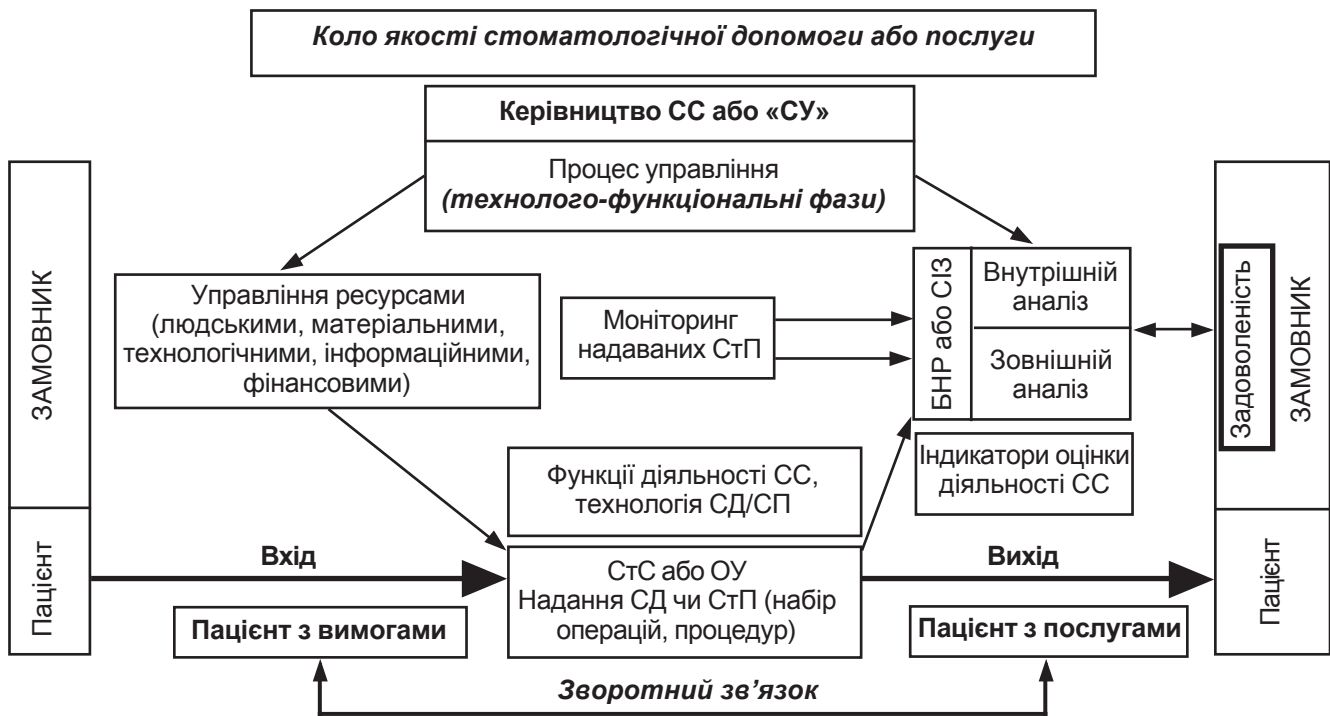 Коло якості стоматологічної допомоги або послуги
Керівництво СС або «СУ»
Процес управління
(технолого-функціональні фази)
ЗАМОВНИК
Пацієнт
Управління ресурсами
(людськими, матеріальними,
технологічними, інформаційними,
фінансовими)
Моніторинг
надаваних СтП
БНР або СІЗ
Внутрішній
аналіз
Зовнішній
аналіз
Задоволеність
ЗАМОВНИК
Пацієнт
Індикатори оцінки
діяльності СС
Функції діяльності СС,
технологія СД/СП
Вхід
СтС або ОУ
Надання СД чи СтП (набір
операцій, процедур)
Вихід
Пацієнт з вимогами
Пацієнт з послугами
Зворотний зв’язок